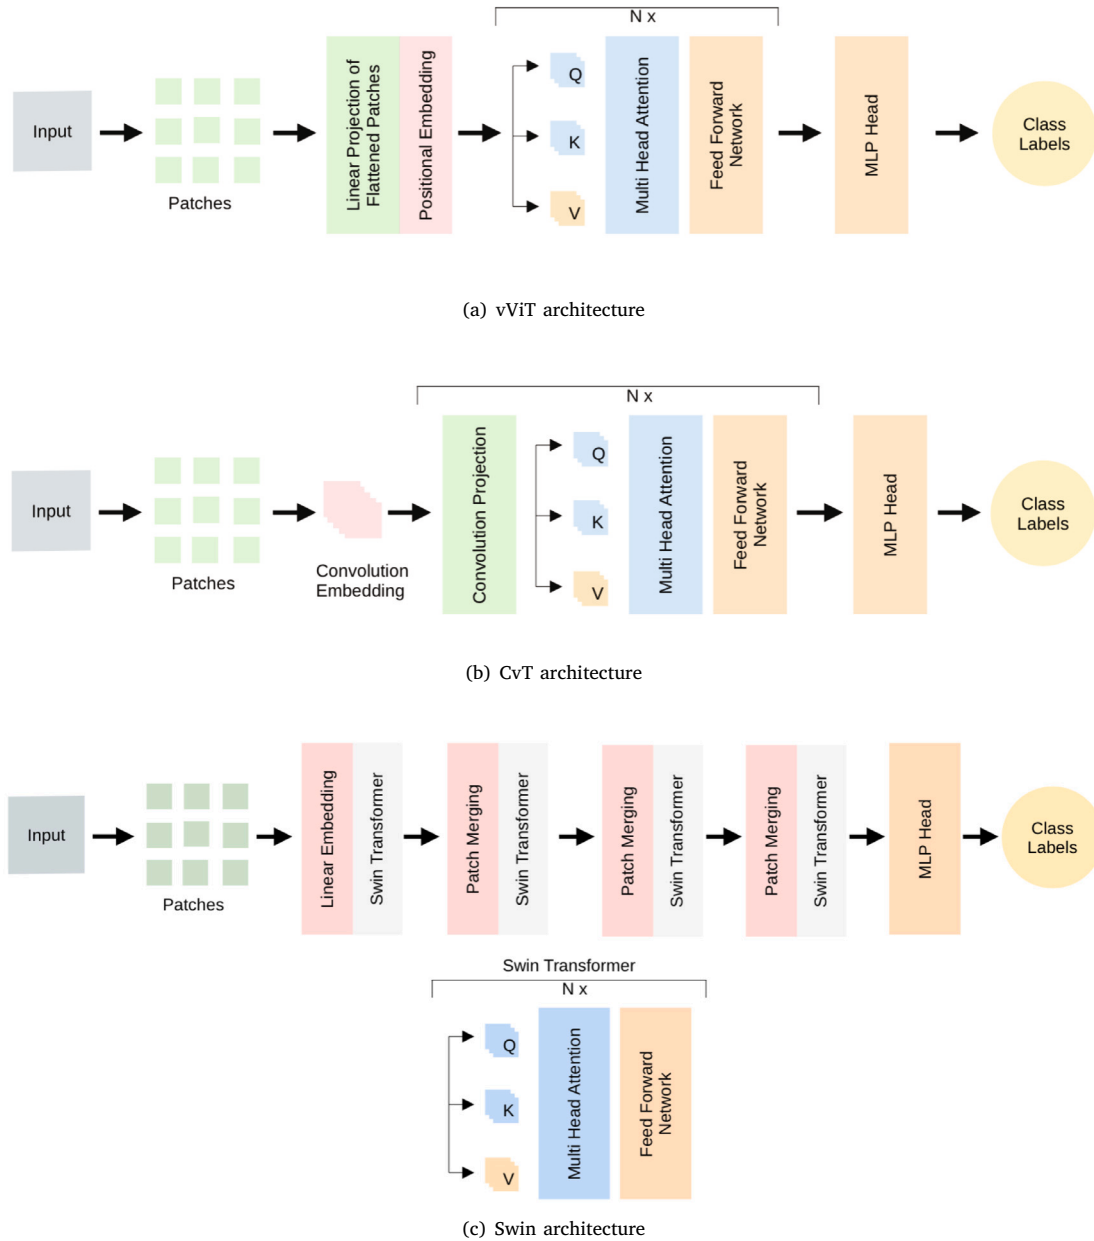 N x
Input
Patches
Linear Projection of
Flattened Patches
Positional Embedding
Q
K
V
Multi Head Attention
Feed Forward
Network
MLP Head
Class
Labels
(a) vViT architecture
N x
Input
Patches
Convolution
Embedding
Convolution Projection
Q
K
V
Multi Head Attention
Feed Forward
Network
MLP Head
Class
Labels
(b) CvT architecture
Input
Patches
Linear Embedding
Swin Transformer
Patch Merging
Swin Transformer
Patch Merging
Swin Transformer
Patch Merging
Swin Transformer
MLP Head
Class
Labels
Swin Transformer
N x
Q
K
V
Multi Head Attention
Feed Forward
Network
(c) Swin architecture